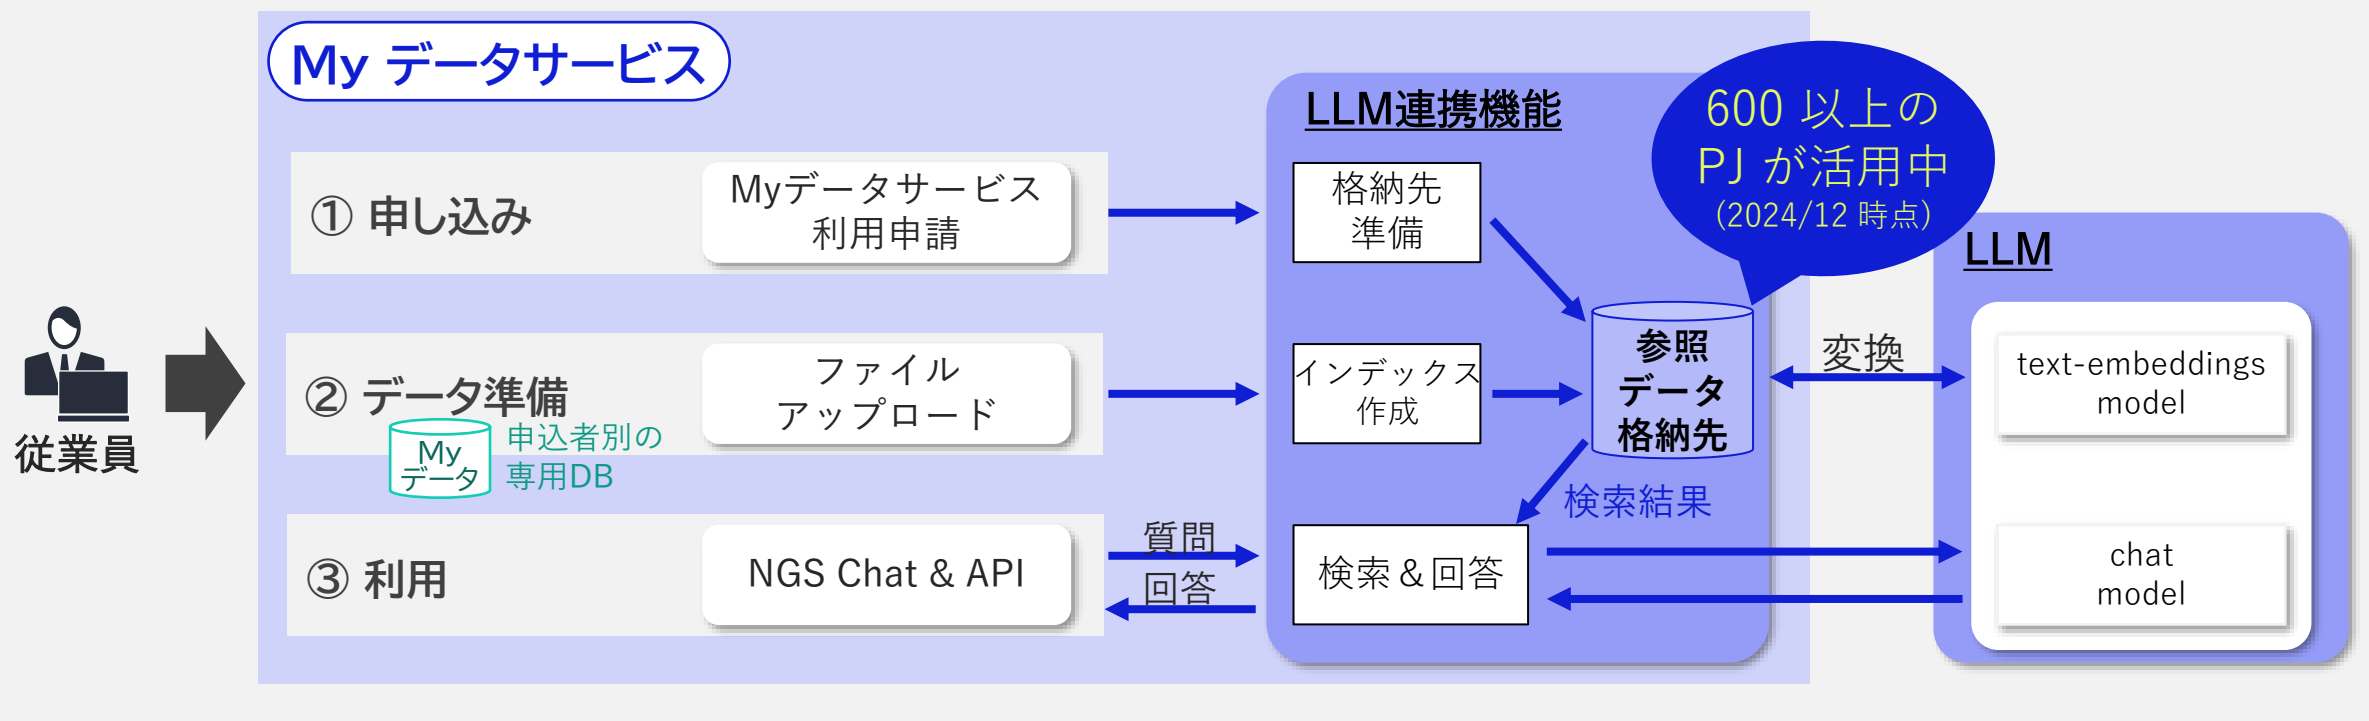 My データサービス
LLM連携機能
600 以上の
PJ が活用中
(2024/12 時点)
① 申し込み
Myデータサービス
利用申請
格納先
準備
LLM
従業員
② データ準備
My
データ
申込者別の
専用DB
ファイル
アップロード
インデックス
作成
参照
データ
格納先
変換
text-embeddings
model
検索結果
③ 利用
NGS Chat & API
質問
回答
検索＆回答
chat
model